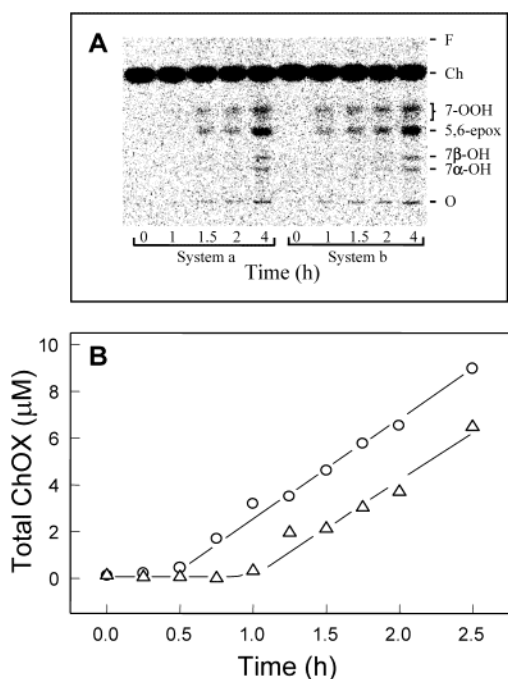 A
F
Ch
7-OOH
5,6-epox
7β-OH
7α-OH
O
0 1 1.5 2 4 0 1 1.5 2 4
System a System b
Time (h)
B
Total ChOX (μM)
10
8
6
4
2
0
0.0 0.5 1.0 1.5 2.0 2.5
Time (h)